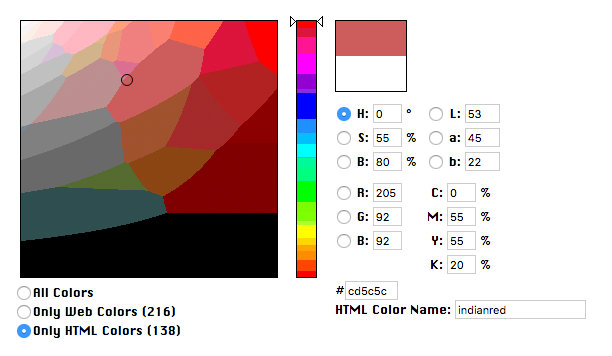 H: 0 ° L: 53
S: 55 % a: 45
B: 80 % b: 22
R: 205 C: 0 %
G: 92 M: 55 %
B: 92 Y: 55 %
K: 20 %
# cd5c5c
HTML Color Name: indianred
All Colors
Only Web Colors (216)
Only HTML Colors (138)